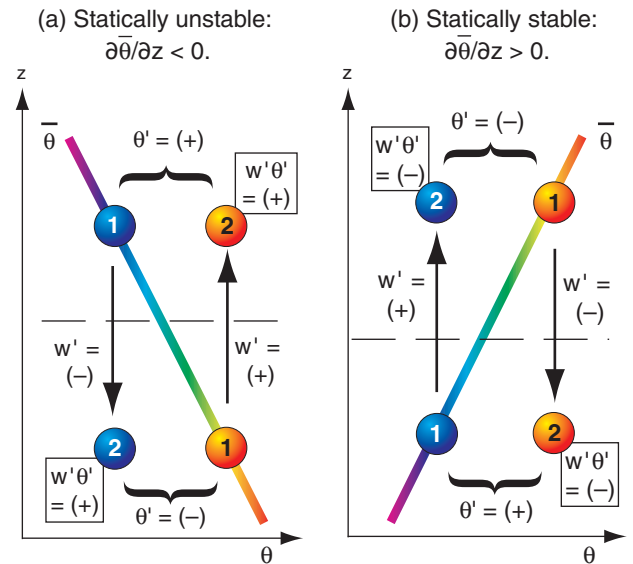 (a) Statically unstable:
∂θ̅/∂z < 0.
z
θ̅
θ' = (+)
w'θ'
= (+)
1
2
w' =
(–)
w' =
(+)
2
1
w'θ'
= (+)
θ' = (–)
θ
(b) Statically stable:
∂θ̅/∂z > 0.
z
θ' = (–)
θ̅
w'θ'
= (–)
2
1
w' =
(+)
w' =
(–)
1
2
w'θ'
= (–)
θ' = (+)
θ